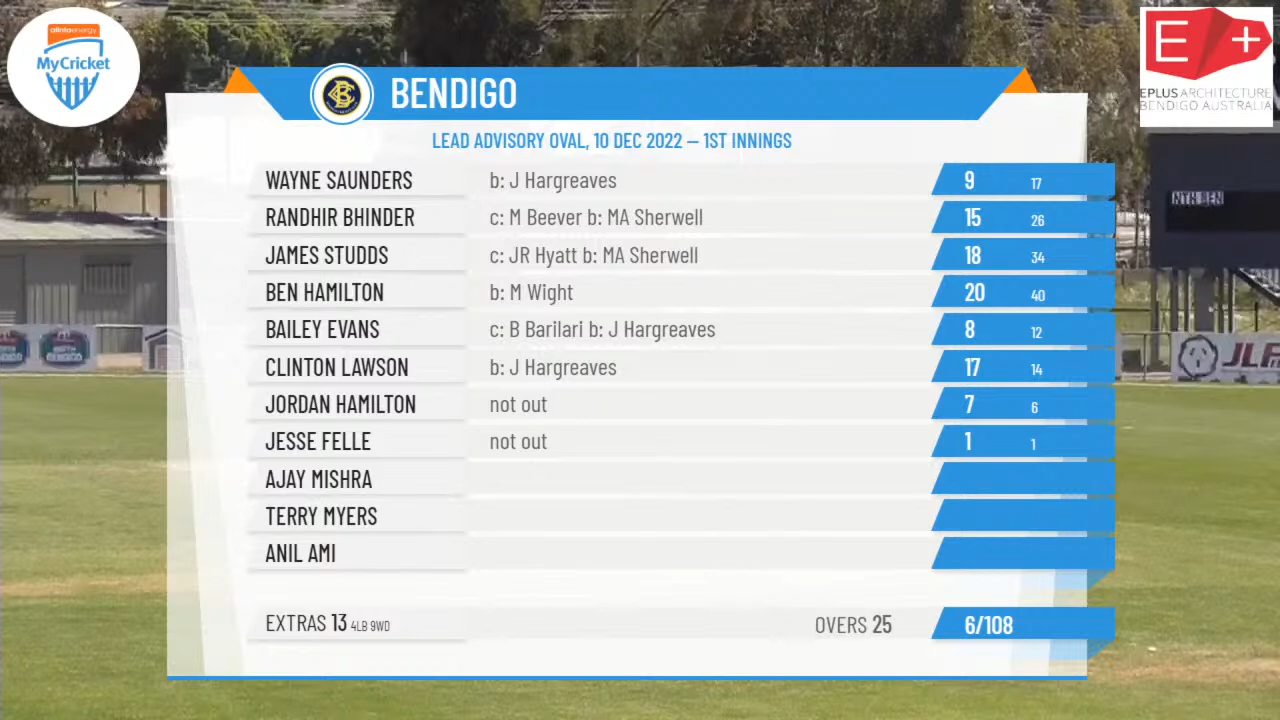 alintaenergy
MyCricket
E+
EPLUS ARCHITECTURE
BENDIGO AUSTRALIA
BENDIGO
LEAD ADVISORY OVAL, 10 DEC 2022 – 1ST INNINGS
WAYNE SAUNDERS b: J Hargreaves 9 17
RANDHIR BHINDER c: M Beever b: MA Sherwell 15 26
JAMES STUDDS c: JR Hyatt b: MA Sherwell 18 34
BEN HAMILTON b: M Wight 20 40
BAILEY EVANS c: B Barilari b: J Hargreaves 8 12
CLINTON LAWSON b: J Hargreaves 17 14
JORDAN HAMILTON not out 7 6
JESSE FELLE not out 1 1
AJAY MISHRA
TERRY MYERS
ANIL AMI
EXTRAS 13 4LB 9WD OVERS 25 6/108
NTH BEN